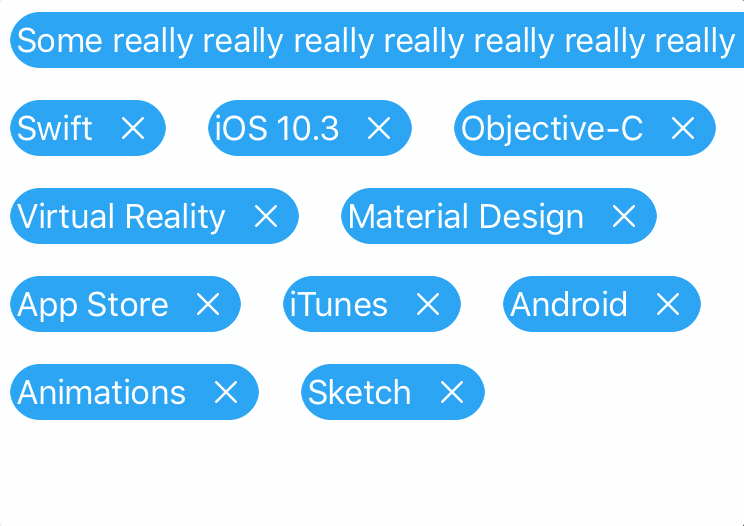 Some really really really really really really really
Swift iOS 10.3 Objective-C
Virtual Reality Material Design
App Store iTunes Android
Animations Sketch